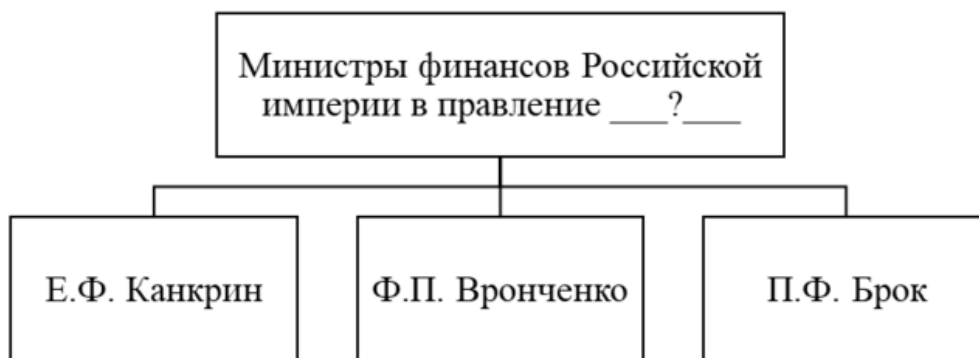 Министры финансов Российской
империи в правление ___?___
Е.Ф. Канкрин
Ф.П. Вронченко
П.Ф. Брок